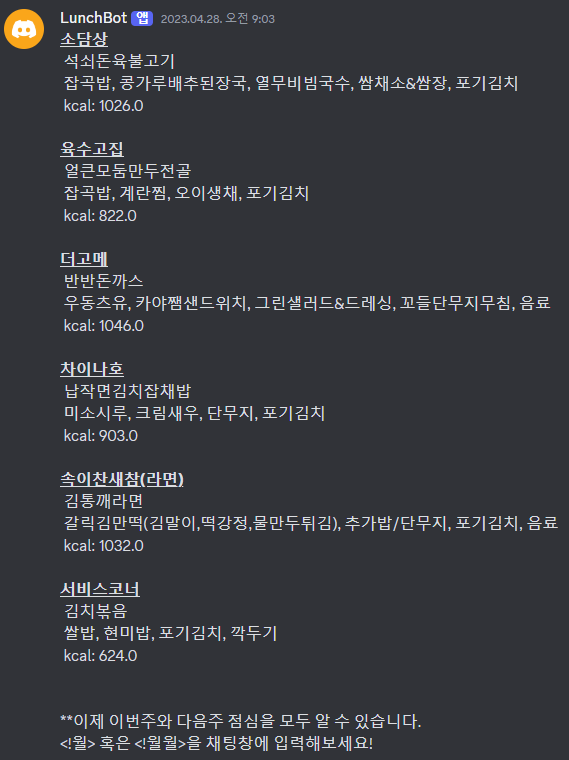 LunchBot 앱 2023.04.28. 오전 9:03
소담상
석쇠돈육불고기
잡곡밥, 콩가루배추된장국, 열무비빔국수, 쌈채소&쌈장, 포기김치
kcal: 1026.0
육수고집
얼큰모둠만두전골
잡곡밥, 계란찜, 오이생채, 포기김치
kcal: 822.0
더고메
반반돈까스
우동츠유, 카야쨈샌드위치, 그린샐러드&드레싱, 꼬들단무지무침, 음료
kcal: 1046.0
차이나호
납작면김치잡채밥
미소시루, 크림새우, 단무지, 포기김치
kcal: 903.0
속이찬새참(라면)
김통깨라면
갈릭김만떡(김말이,떡강정,물만두튀김), 추가밥/단무지, 포기김치, 음료
kcal: 1032.0
서비스코너
김치볶음
쌀밥, 현미밥, 포기김치, 깍두기
kcal: 624.0
**이제 이번주와 다음주 점심을 모두 알 수 있습니다.
<!월> 혹은 <!월월>을 채팅창에 입력해보세요!